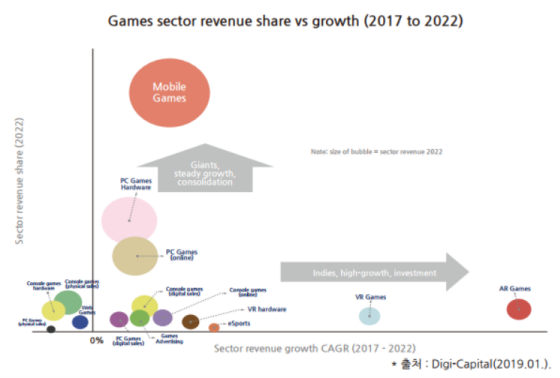 Games sector revenue share vs growth (2017 to 2022)
Sector revenue share (2022)
Mobile
Games
Note: size of bubble = sector revenue 2022
Giants,
steady growth,
consolidation
PC Games
Hardware
PC Games
(online)
Indies, high-growth, investment
Console games
hardware
Console games
(physical sales)
Web
Games
PC Games
(physical sales)
Console games
(digital sales)
Console games
(online)
VR hardware
eSports
PC Games
(digital sales)
Games
Advertising
VR Games
AR Games
0%
Sector revenue growth CAGR (2017 - 2022)
* 출처 : Digi-Capital(2019.01.).